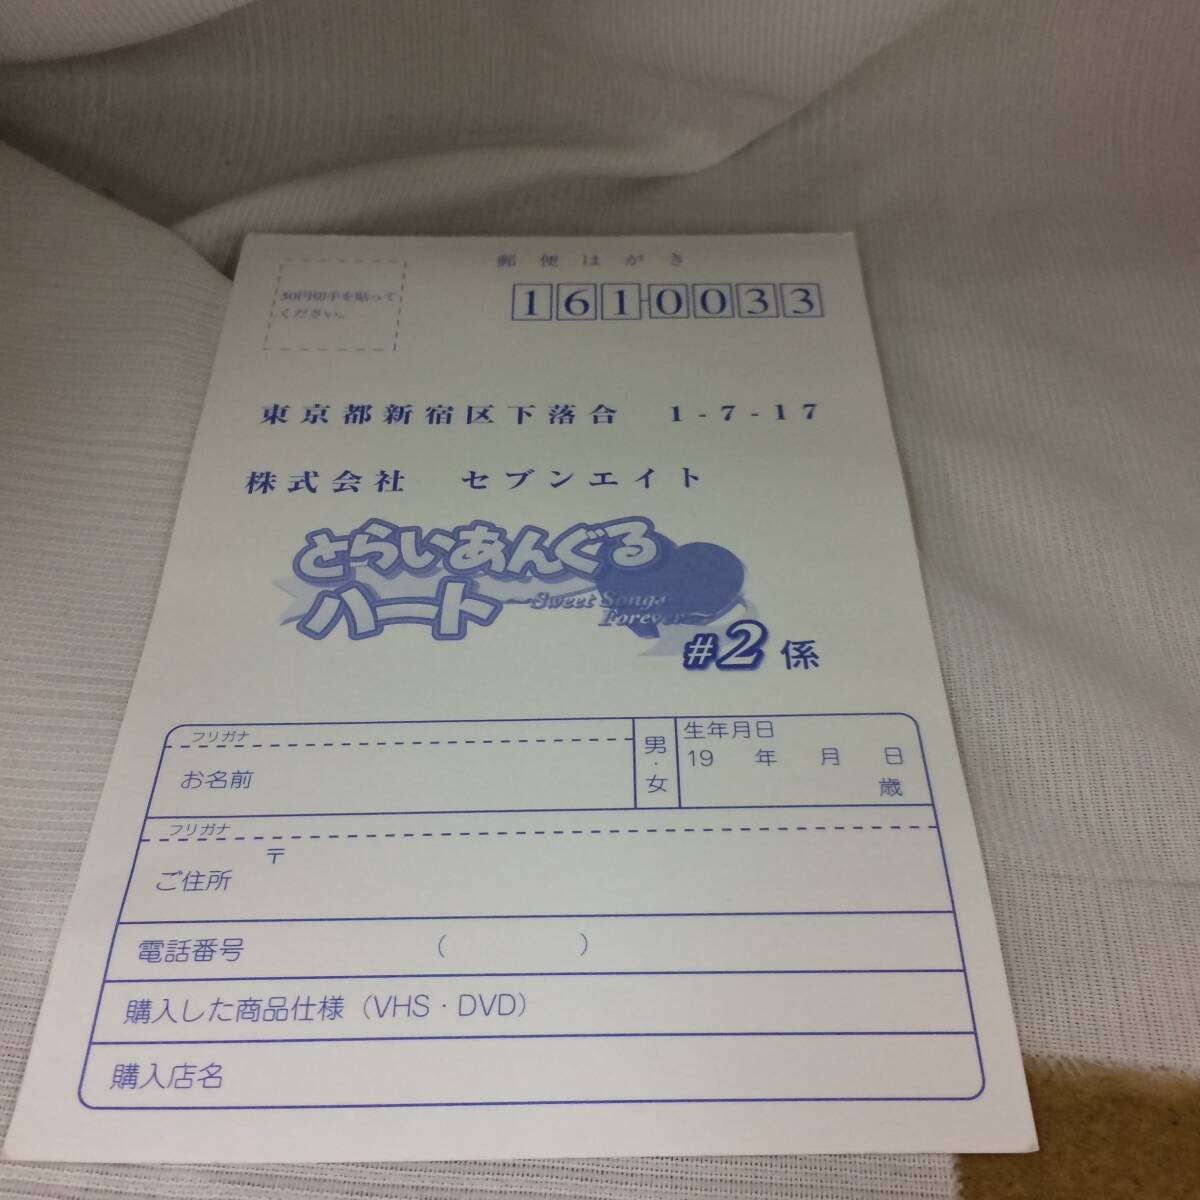 郵便はがき
50円切手を貼って
ください。
1610033
東京都新宿区下落合 1-7-17
株式会社 セブンエイト
とらいあんぐる
ハート
~Sweet Songs
Forever~
#2係
フリガナ
お名前
男・女
生年月日
19 年 月 日
歳
フリガナ
〒
ご住所
電話番号 ( )
購入した商品仕様（VHS・DVD）
購入店名